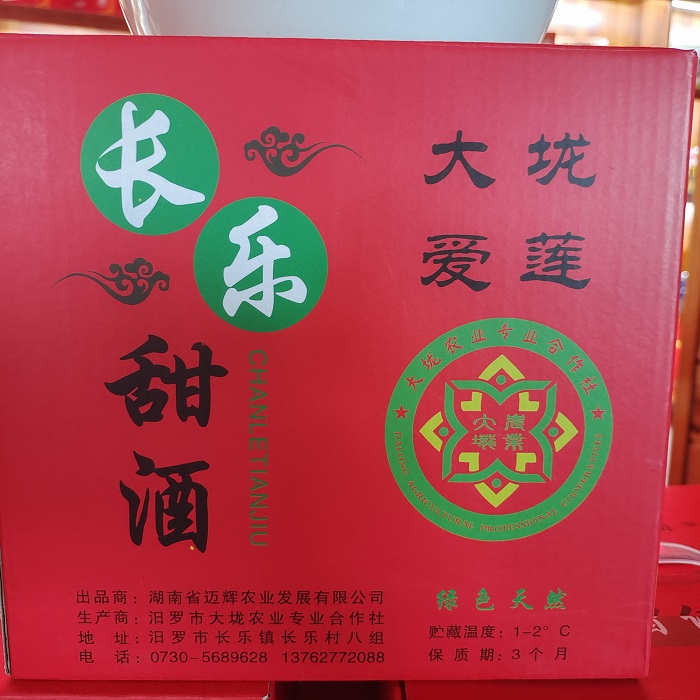 长乐
甜酒
CHANLETIANJIU
大垅
爱莲
大垅农业专业合作社
大垅
农业
绿色天然
出品商：湖南省迈辉农业发展有限公司
生产商：汨罗市大垅农业专业合作社
地 址：汨罗市长乐镇长乐村八组
电 话：0730-5689628 13762772088
贮藏温度：1-2°C
保质期：3个月